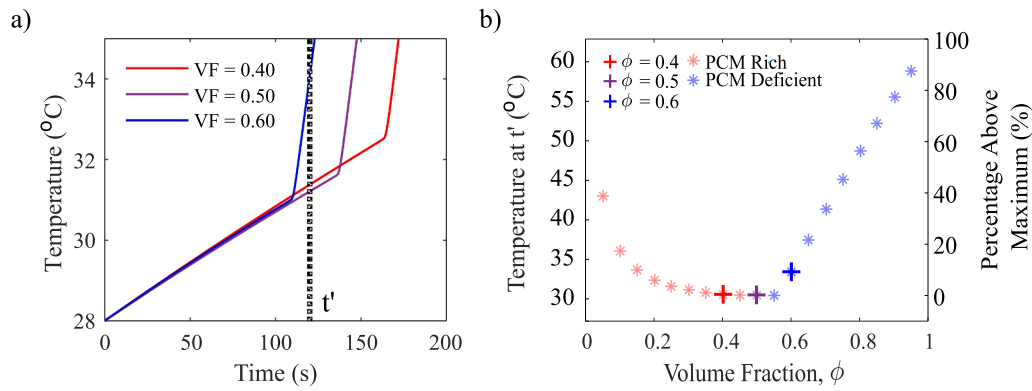 a)
Temperature (°C)
34
32
30
28
VF = 0.40
VF = 0.50
VF = 0.60
t'
0
50
100
150
200
Time (s)
b)
Temperature at t' (°C)
60
55
50
45
40
35
30
ϕ = 0.4
ϕ = 0.5
ϕ = 0.6
PCM Rich
PCM Deficient
0
0.2
0.4
0.6
0.8
1
Volume Fraction, ϕ
100
80
60
40
20
0
Percentage Above
Maximum (%)